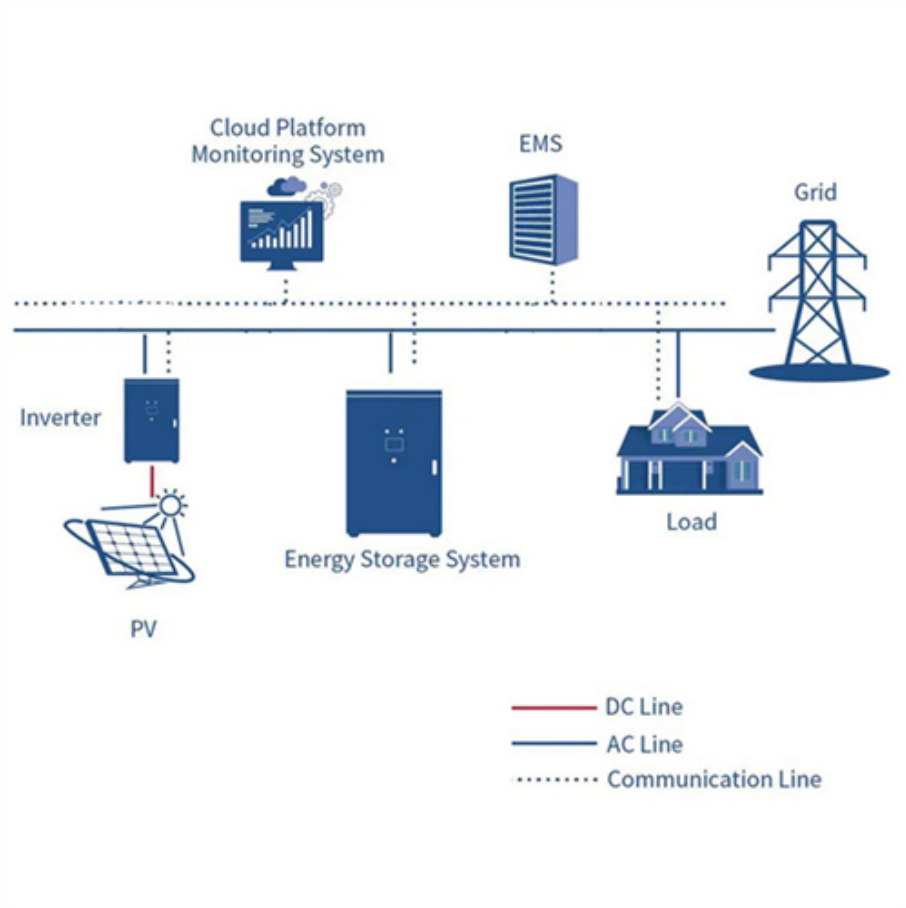 Cloud Platform
Monitoring System
EMS
Grid
Inverter
Load
Energy Storage System
PV
DC Line
AC Line
Communication Line